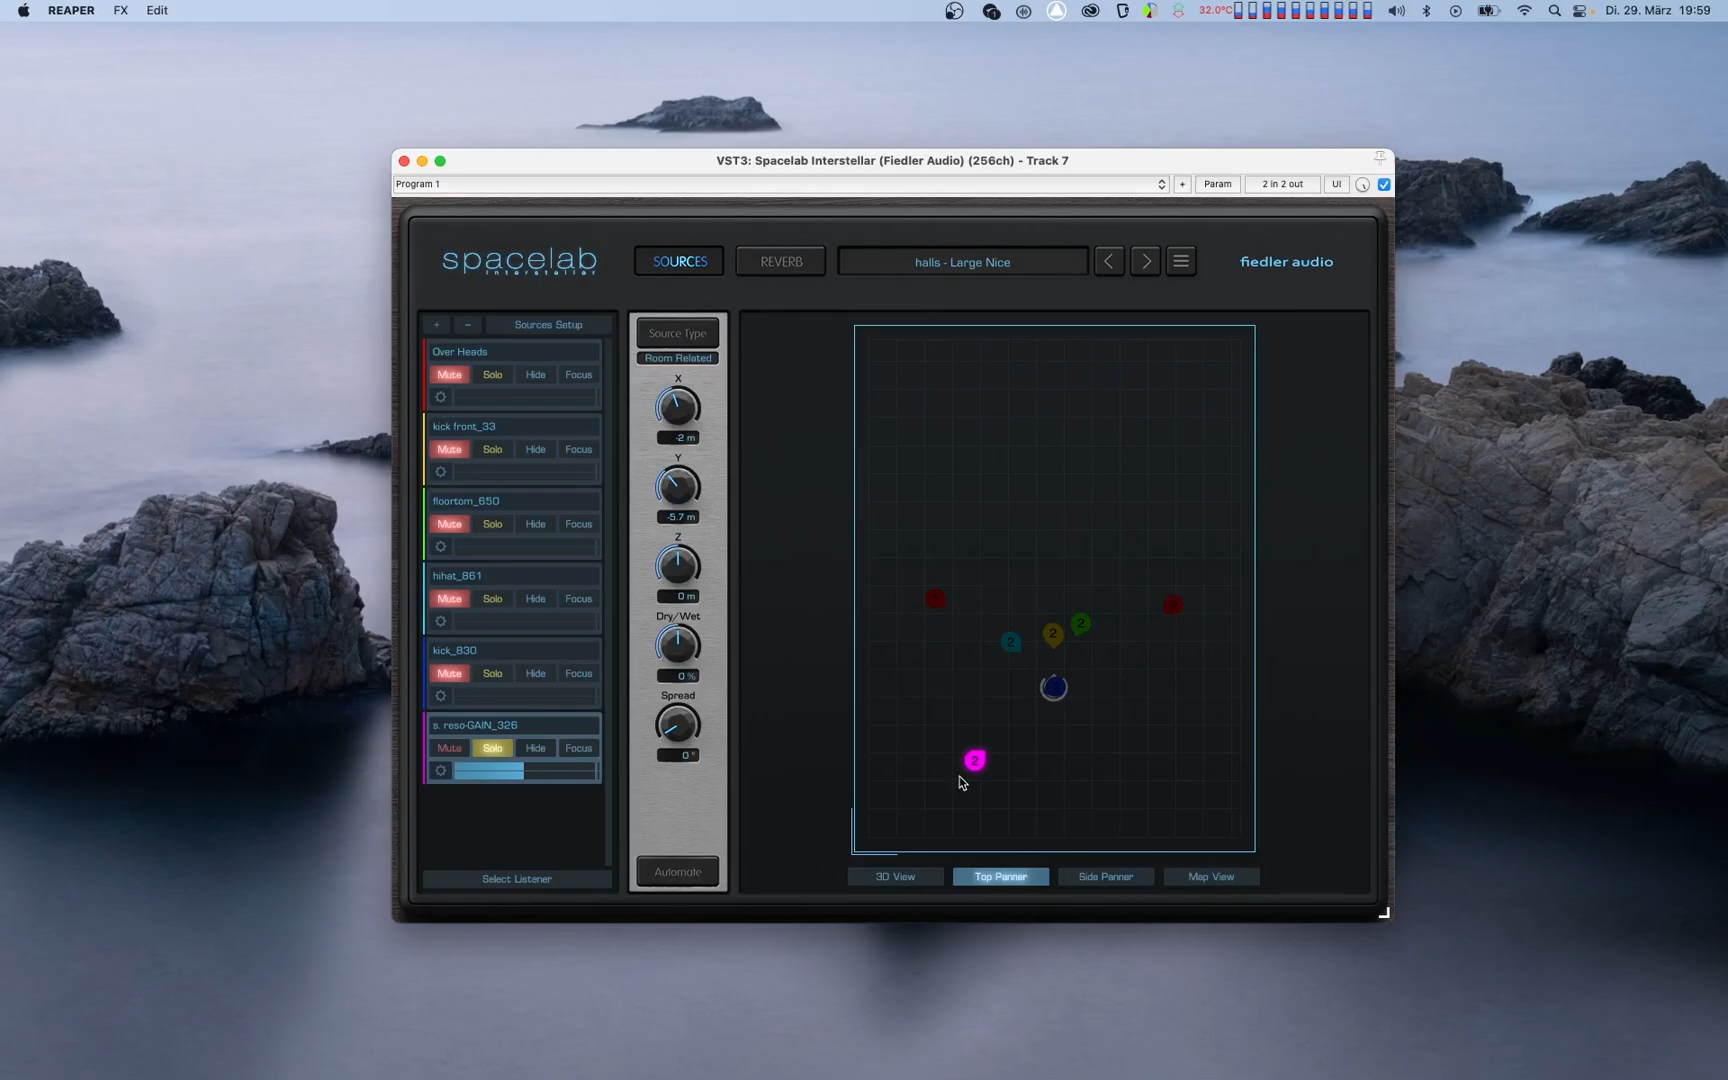 REAPER FX Edit
32.0°C
Di. 29. März 19:59
VST3: Spacelab Interstellar (Fiedler Audio) (256ch) - Track 7
Program 1
+ Param 2 in 2 out UI
spacelab
interstellar
SOURCES
REVERB
halls - Large Nice
fiedler audio
+ - Sources Setup
Over Heads
Mute Solo Hide Focus
kick front_33
Mute Solo Hide Focus
floortom_650
Mute Solo Hide Focus
hihat_861
Mute Solo Hide Focus
kick_830
Mute Solo Hide Focus
s. reso-GAIN_326
Mute Solo Hide Focus
Select Listener
Source Type
Room Related
X
-2 m
Y
-5.7 m
Z
0 m
Dry/Wet
0 %
Spread
0 °
Automate
2
2
2
2
3D View Top Panner Side Panner Map View